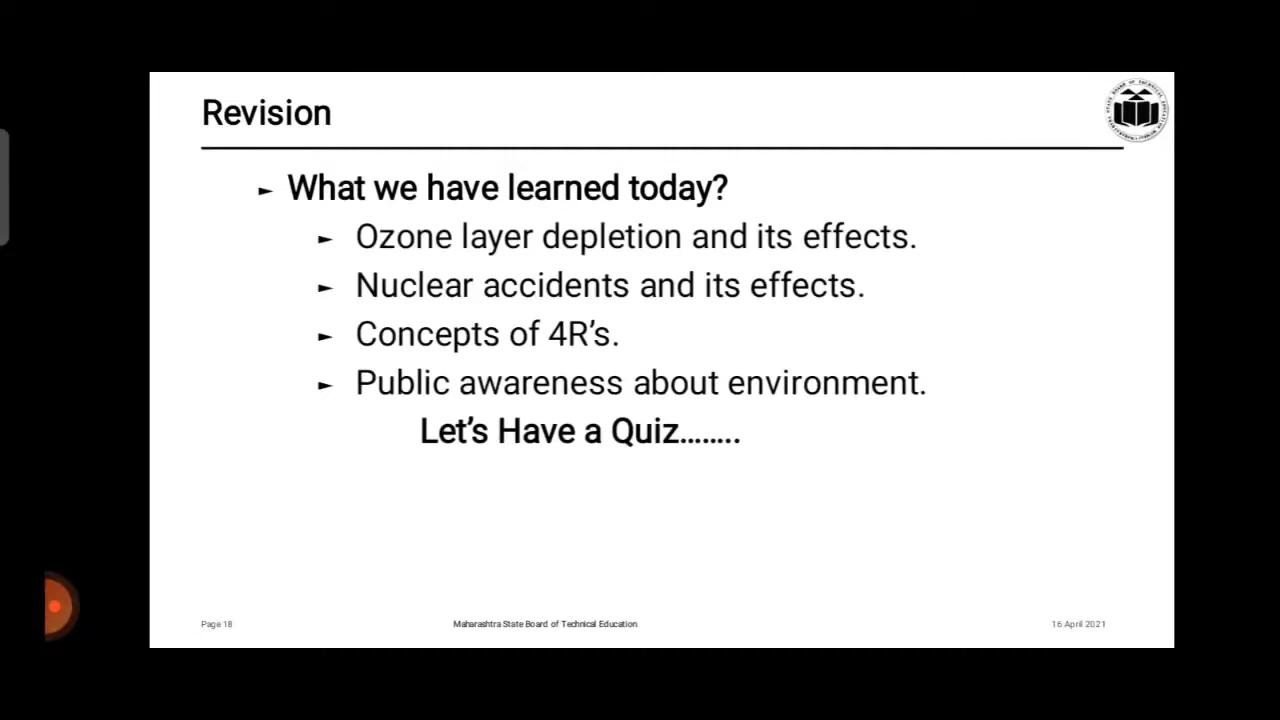 Revision
► What we have learned today?
► Ozone layer depletion and its effects.
► Nuclear accidents and its effects.
► Concepts of 4R's.
► Public awareness about environment.
Let's Have a Quiz……..
Page 18
Maharashtra State Board of Technical Education
16 April 2021